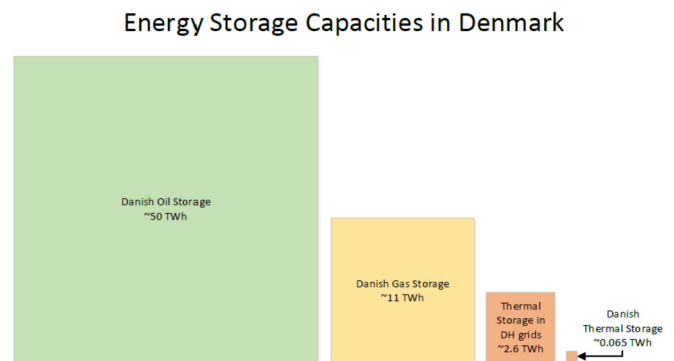 Energy Storage Capacities in Denmark
Danish Oil Storage
~50 TWh
Danish Gas Storage
~11 TWh
Thermal
Storage in
DH grids
~2.6 TWh
Danish
Thermal Storage
~0.065 TWh